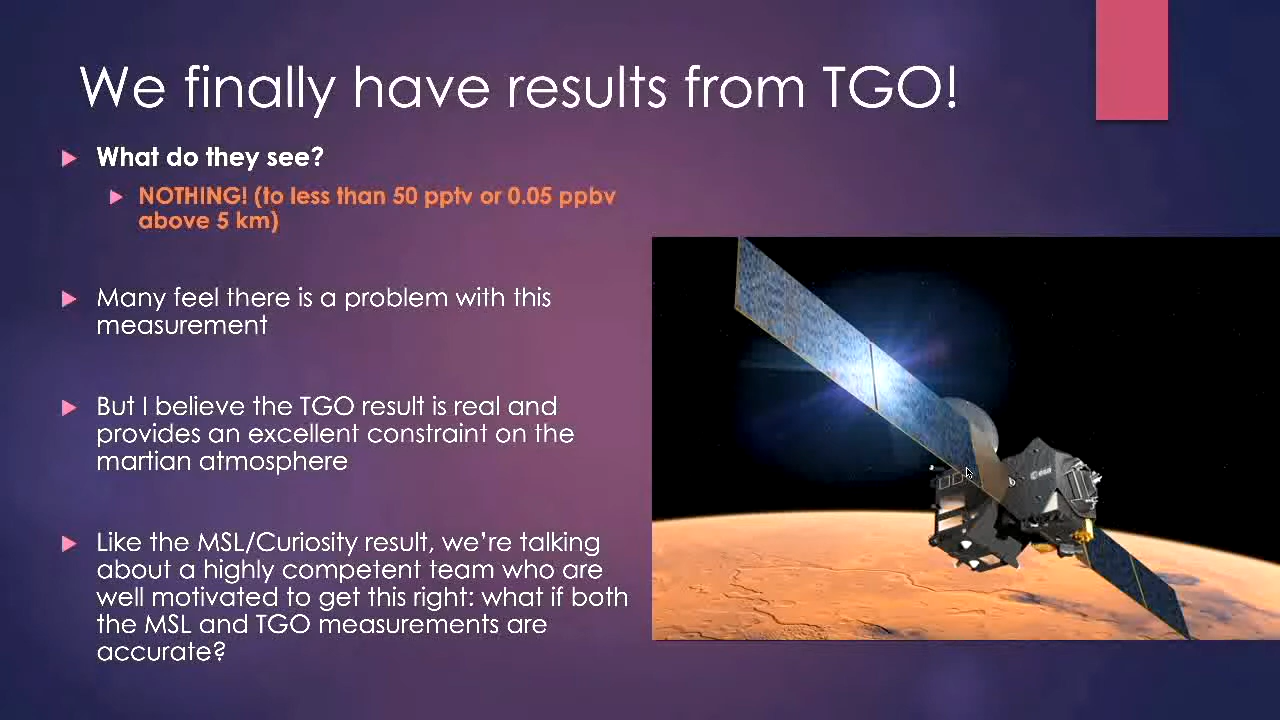 We finally have results from TGO!
What do they see?
NOTHING! (to less than 50 pptv or 0.05 ppbv
above 5 km)
Many feel there is a problem with this
measurement
But I believe the TGO result is real and
provides an excellent constraint on the
martian atmosphere
Like the MSL/Curiosity result, we're talking
about a highly competent team who are
well motivated to get this right: what if both
the MSL and TGO measurements are
accurate?
esa